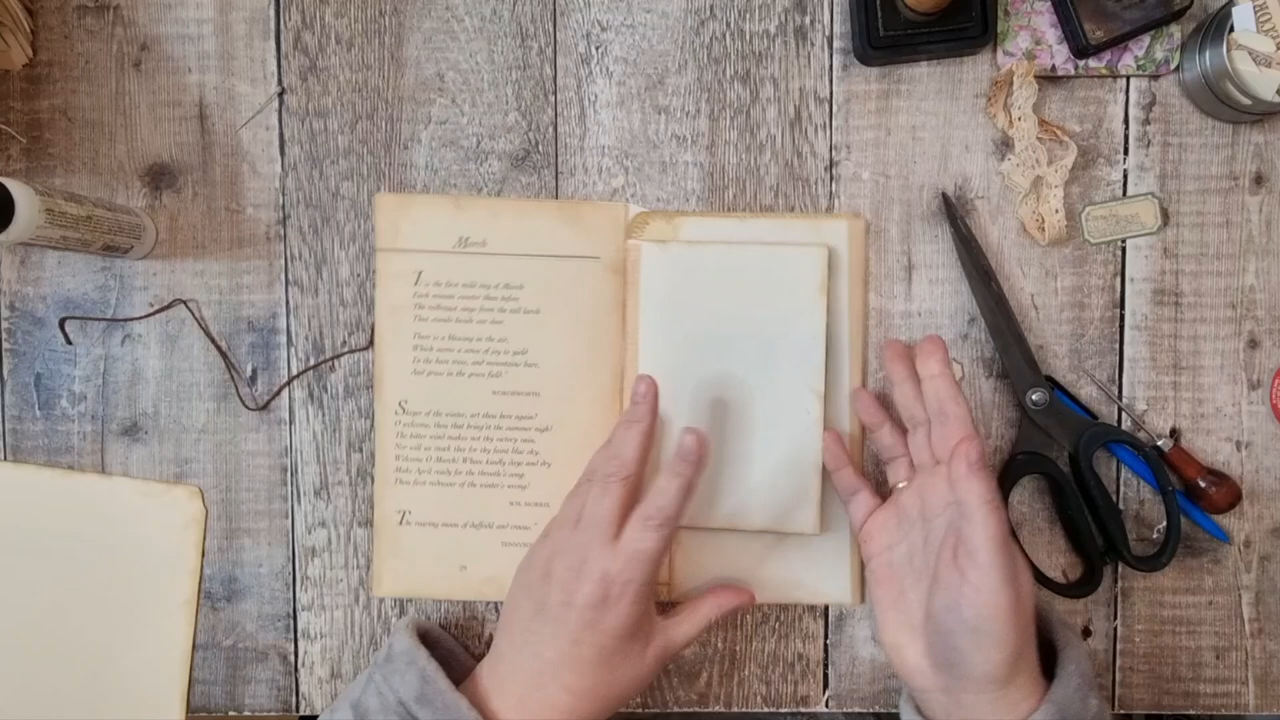 March
It is the first mild day of March
Each minute sweeter than before
The redbreast sings from the tall larch
That stands beside our door.
There is a blessing in the air,
Which seems a sense of joy to yield
To the bare trees, and mountains bare,
And grass in the green field."
WORDSWORTH.
Slayer of the winter, art thou here again?
O welcome, thou that bring'st the summer nigh!
The bitter wind makes not thy victory vain,
Nor will we mock thee for thy faint blue sky.
Welcome O March! Whose kindly days and dry
Make April ready for the throstle's song,
Thou first redresser of the winter's wrong!
WM. MORRIS.
"The roaring moon of daffodil and crocus."